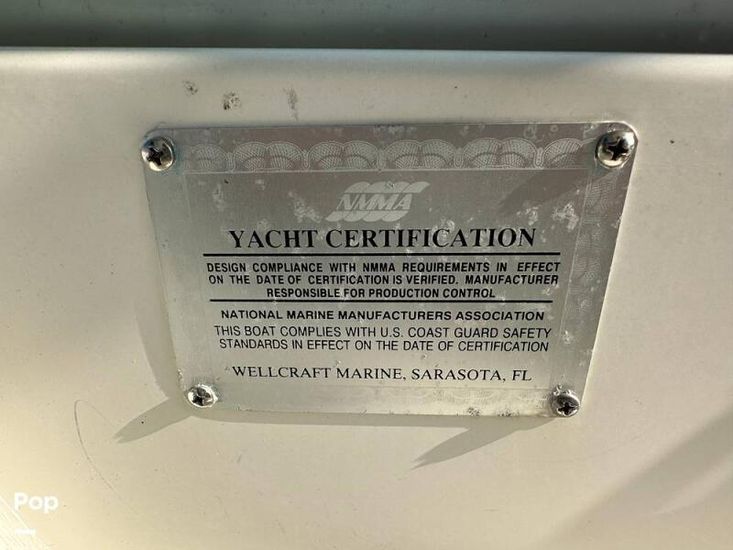 NMMA
YACHT CERTIFICATION
DESIGN COMPLIANCE WITH NMMA REQUIREMENTS IN EFFECT
ON THE DATE OF CERTIFICATION IS VERIFIED. MANUFACTURER
RESPONSIBLE FOR PRODUCTION CONTROL
NATIONAL MARINE MANUFACTURERS ASSOCIATION
THIS BOAT COMPLIES WITH U.S. COAST GUARD SAFETY
STANDARDS IN EFFECT ON THE DATE OF CERTIFICATION
WELLCRAFT MARINE, SARASOTA, FL
Pop